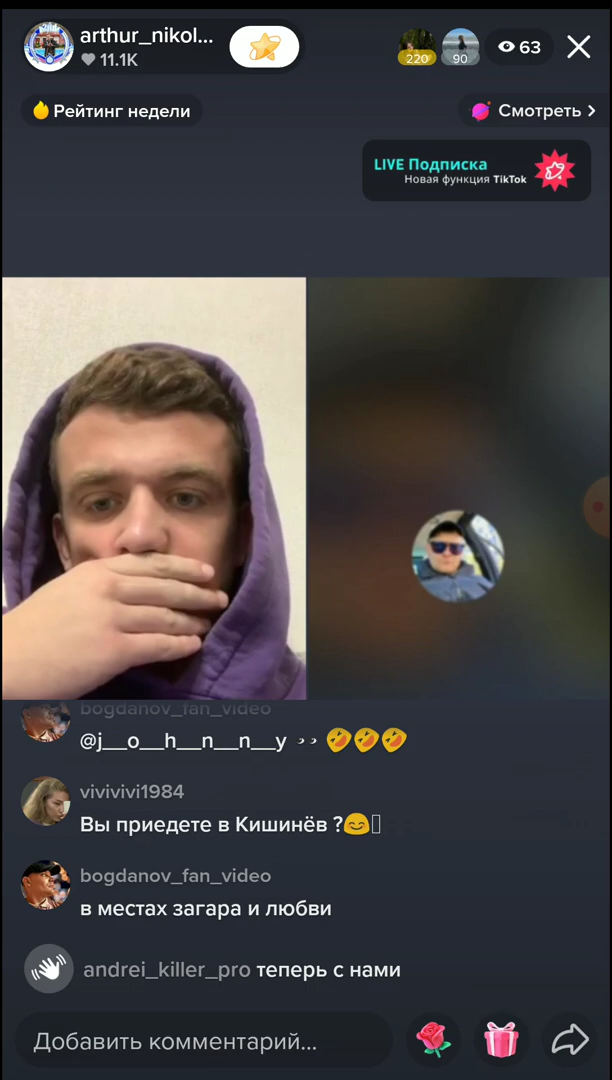 arthur_nikol...
11.1K
220
90
63
Рейтинг недели
Смотреть
LIVE Подписка
Новая функция TikTok
bogdanov_fan_video
@j__o__h__n__n__y 🤣🤣🤣
vivivivi1984
Вы приедете в Кишинёв ?😊
bogdanov_fan_video
в местах загара и любви
andrei_killer_pro теперь с нами
Добавить комментарий...